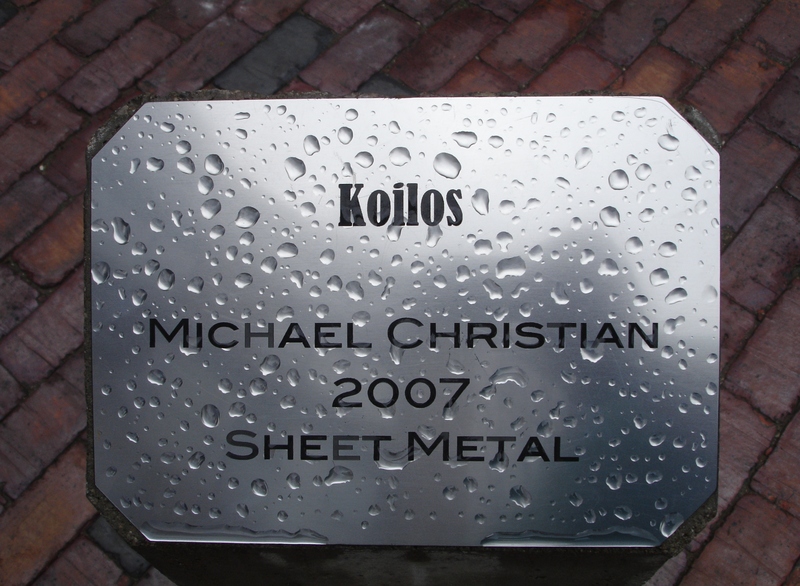 Koilos
MICHAEL CHRISTIAN
2007
SHEET METAL